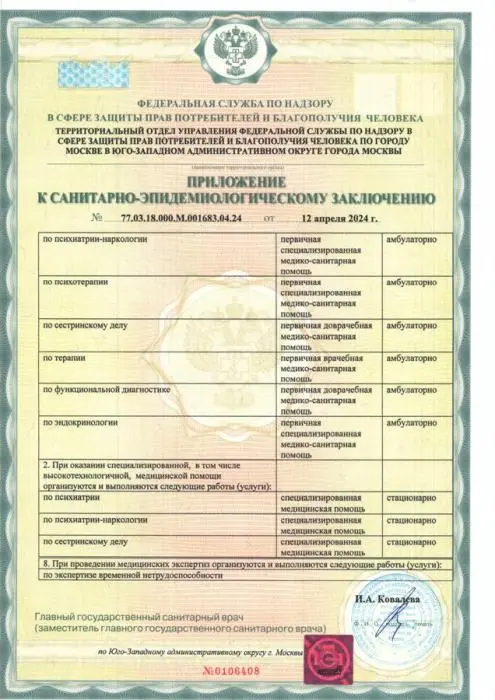 ФЕДЕРАЛЬНАЯ СЛУЖБА ПО НАДЗОРУ
В СФЕРЕ ЗАЩИТЫ ПРАВ ПОТРЕБИТЕЛЕЙ И БЛАГОПОЛУЧИЯ ЧЕЛОВЕКА
ТЕРРИТОРИАЛЬНЫЙ ОТДЕЛ УПРАВЛЕНИЯ ФЕДЕРАЛЬНОЙ СЛУЖБЫ ПО НАДЗОРУ В
СФЕРЕ ЗАЩИТЫ ПРАВ ПОТРЕБИТЕЛЕЙ И БЛАГОПОЛУЧИЯ ЧЕЛОВЕКА ПО ГОРОДУ
МОСКВЕ В ЮГО-ЗАПАДНОМ АДМИНИСТРАТИВНОМ ОКРУГЕ ГОРОДА МОСКВЫ
ПРИЛОЖЕНИЕ
К САНИТАРНО-ЭПИДЕМИОЛОГИЧЕСКОМУ ЗАКЛЮЧЕНИЮ
№ 77.03.18.000.М.001683.04.24 от 12 апреля 2024 г.
по психиатрии-наркологии первичная амбулаторно
специализированная
медико-санитарная
помощь
по психотерапии первичная амбулаторно
специализированная
медико-санитарная
помощь
по сестринскому делу первичная доврачебная амбулаторно
медико-санитарная
помощь
по терапии первичная врачебная амбулаторно
медико-санитарная
помощь
по функциональной диагностике первичная доврачебная амбулаторно
медико-санитарная
помощь
по эндокринологии первичная амбулаторно
специализированная
медико-санитарная
помощь
2. При оказании специализированной, в том числе
высокотехнологичной, медицинской помощи
организуются и выполняются следующие работы (услуги):
по психиатрии специализированная стационарно
медицинская помощь
по психиатрии-наркологии специализированная стационарно
медицинская помощь
по сестринскому делу специализированная стационарно
медицинская помощь
8. При проведении медицинских экспертиз организуются и выполняются следующие работы (услуги):
по экспертизе временной нетрудоспособности
И.А. Ковалева
Главный государственный санитарный врач
(заместитель главного государственного санитарного врача)
по Юго-Западному административному округу г. Москвы
№0106408